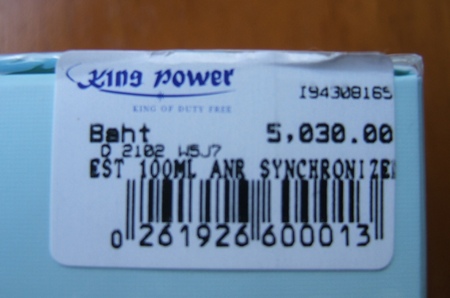 King Power
KING OF DUTY FREE
I94308165
Baht 5,030.00
D 2102 W5J7
EST 100ML ANR SYNCHRONIZE
0 261926 600013